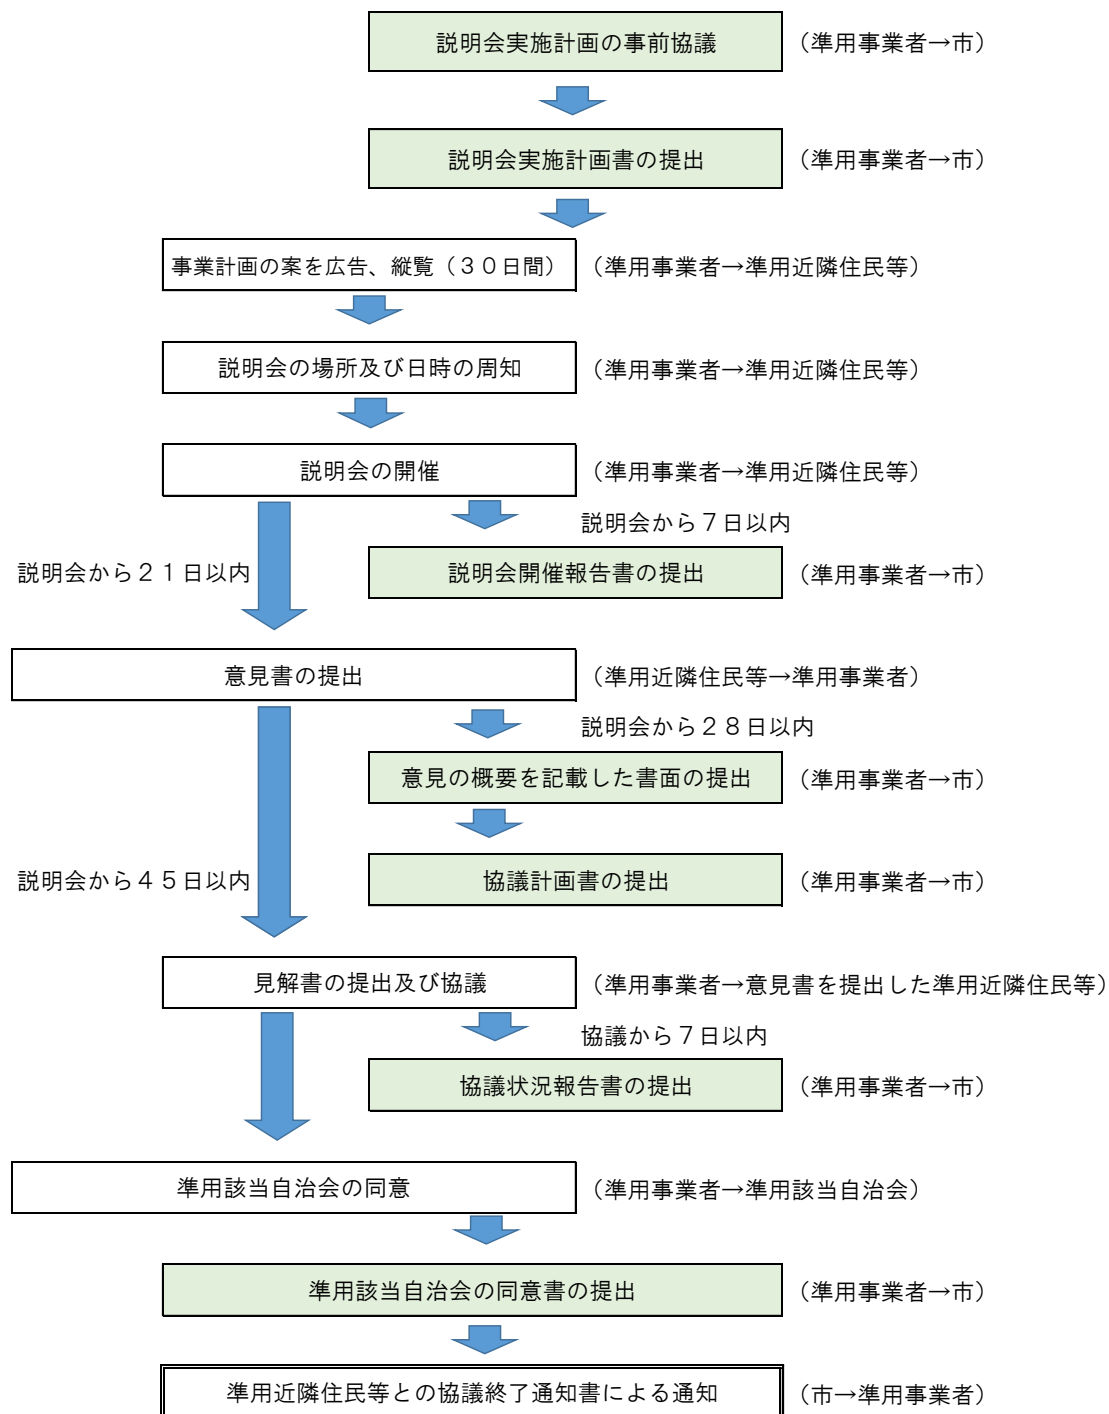 説明会実施計画の事前協議 （準用事業者→市）
説明会実施計画書の提出 （準用事業者→市）
事業計画の案を広告、縦覧（３０日間） （準用事業者→準用近隣住民等）
説明会の場所及び日時の周知 （準用事業者→準用近隣住民等）
説明会の開催 （準用事業者→準用近隣住民等）
説明会から７日以内
説明会から２１日以内 説明会開催報告書の提出 （準用事業者→市）
意見書の提出 （準用近隣住民等→準用事業者）
説明会から２８日以内
意見の概要を記載した書面の提出 （準用事業者→市）
説明会から４５日以内 協議計画書の提出 （準用事業者→市）
見解書の提出及び協議 （準用事業者→意見書を提出した準用近隣住民等）
協議から７日以内
協議状況報告書の提出 （準用事業者→市）
準用該当自治会の同意 （準用事業者→準用該当自治会）
準用該当自治会の同意書の提出 （準用事業者→市）
準用近隣住民等との協議終了通知書による通知 （市→準用事業者）